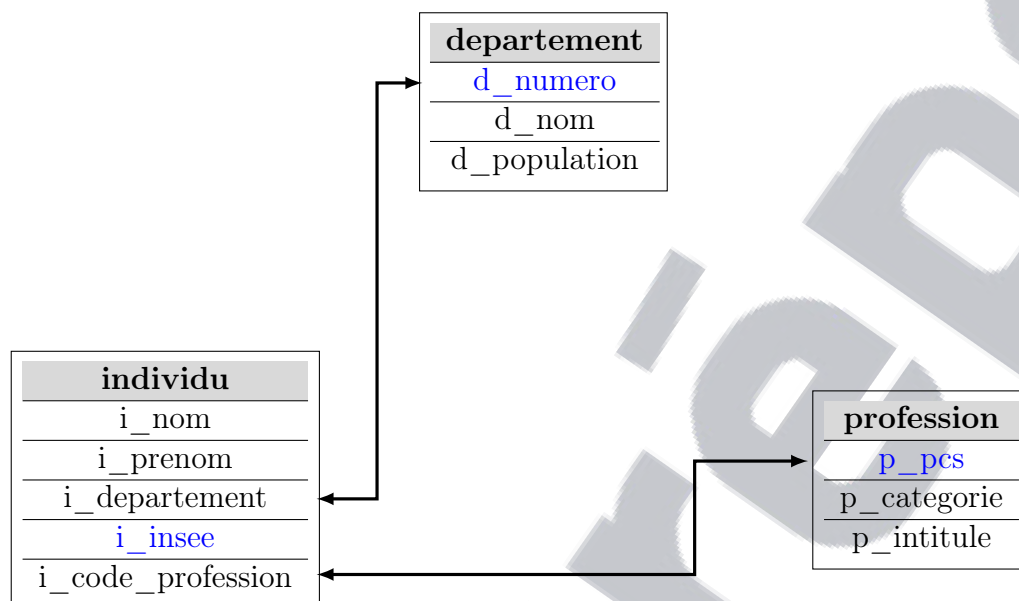 departement
d_numero
d_nom
d_population
individu
i_nom
i_prenom
i_departement
i_insee
i_code_profession
profession
p_pcs
p_categorie
p_intitule